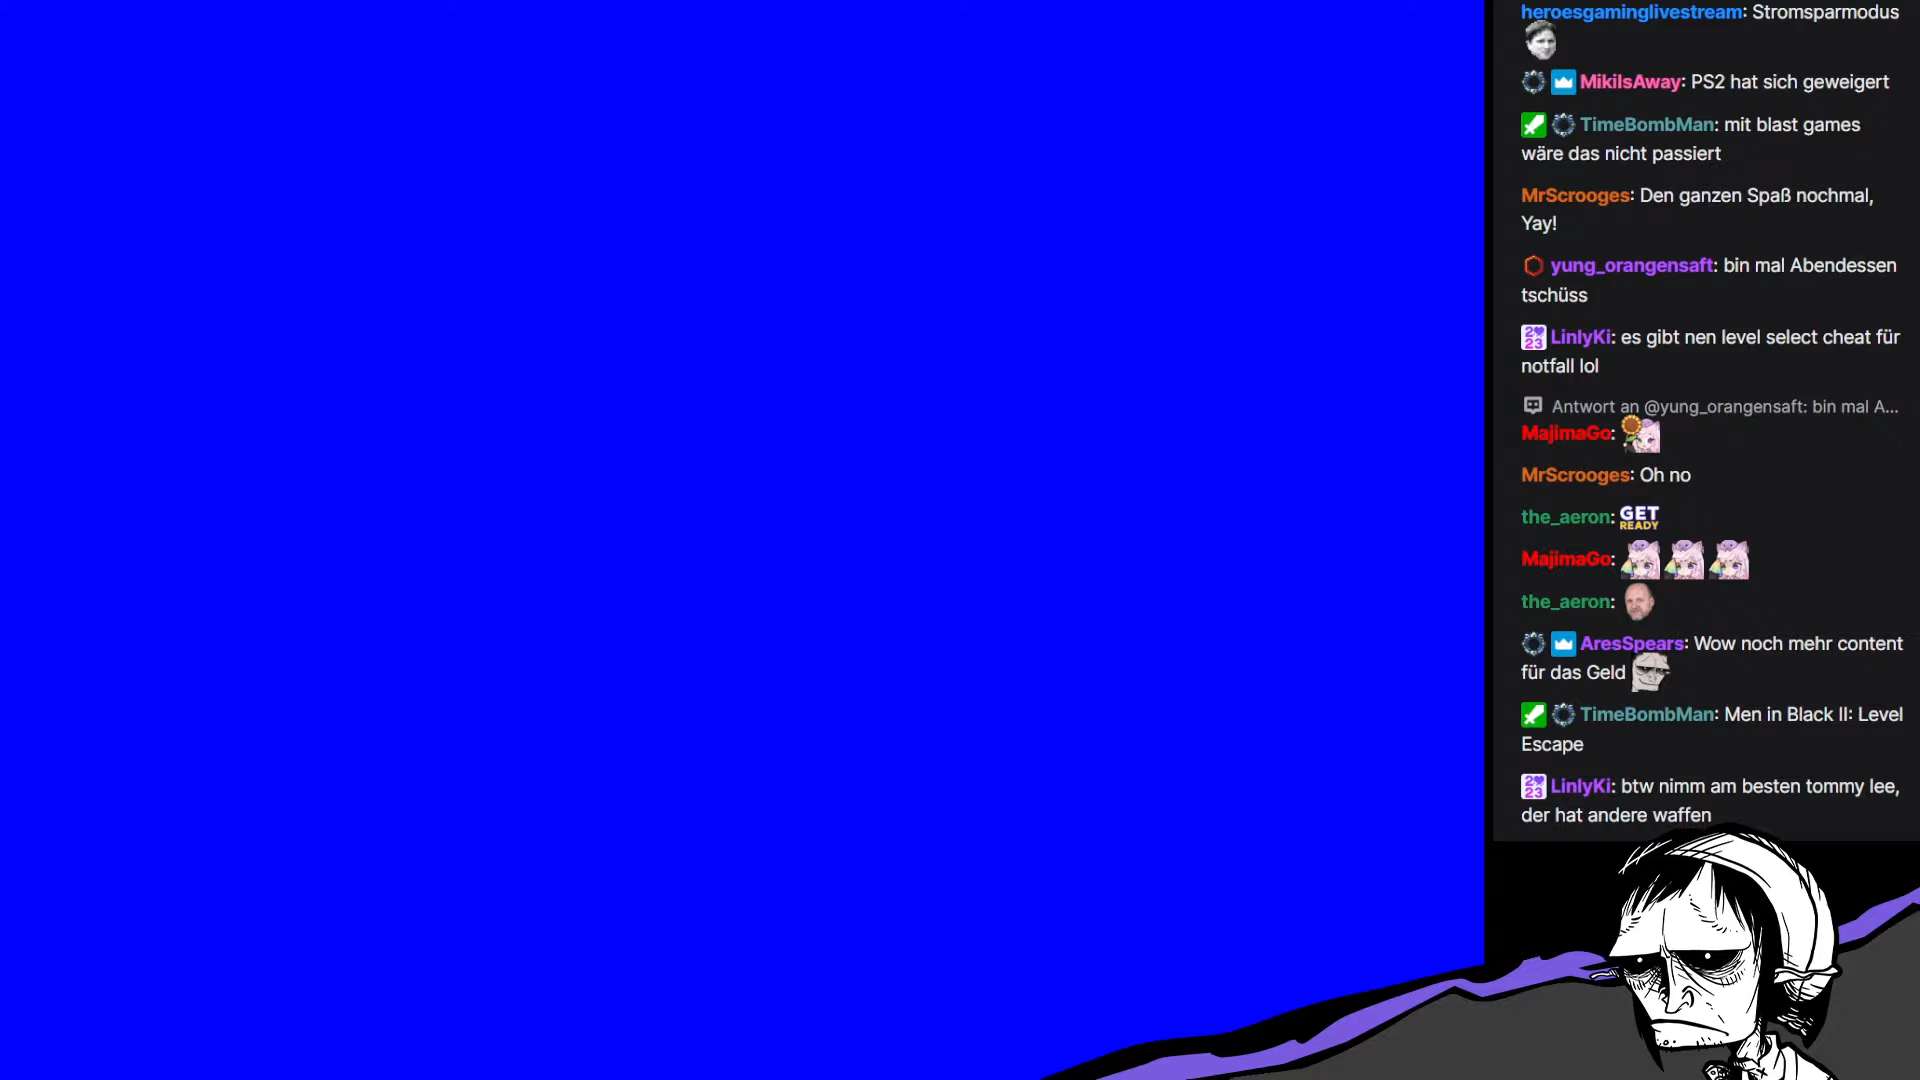 heroesgaminglivestream: Stromsparmodus
MikiIsAway: PS2 hat sich geweigert
TimeBombMan: mit blast games
wäre das nicht passiert
MrScrooges: Den ganzen Spaß nochmal,
Yay!
yung_orangensaft: bin mal Abendessen
tschüss
2 23 LinlyKi: es gibt nen level select cheat für
notfall lol
Antwort an @yung_orangensaft: bin mal A...
MajimaGo:
MrScrooges: Oh no
the_aeron: GET READY
MajimaGo:
the_aeron:
AresSpears: Wow noch mehr content
für das Geld
TimeBombMan: Men in Black II: Level
Escape
2 23 LinlyKi: btw nimm am besten tommy lee,
der hat andere waffen